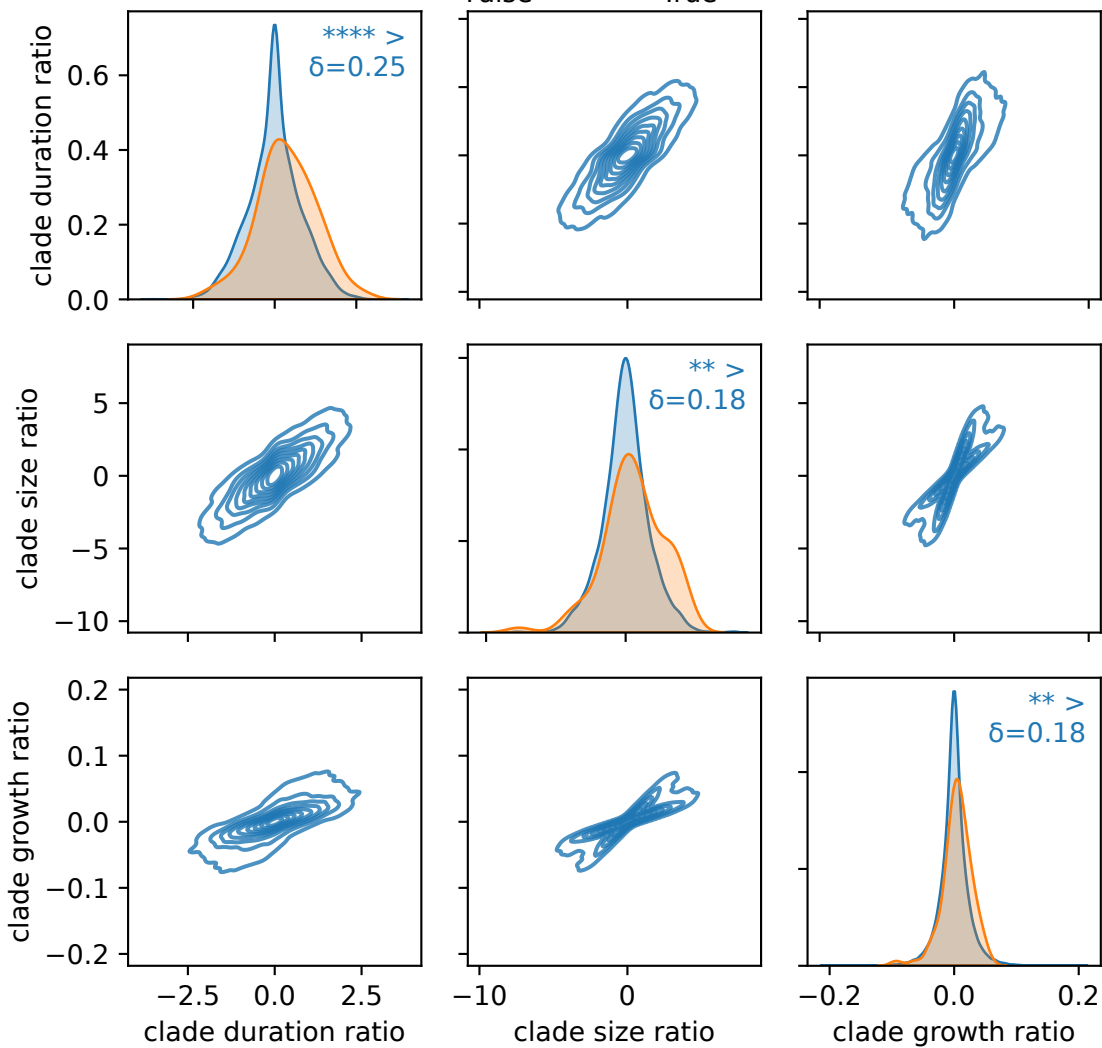 False True
clade duration ratio
0.6
0.4
0.2
0.0
**** >
δ=0.25
clade size ratio
5
0
−5
−10
** >
δ=0.18
clade growth ratio
0.2
0.1
0.0
−0.1
−0.2
** >
δ=0.18
−2.5 0.0 2.5
−10 0
−0.2 0.0 0.2
clade duration ratio
clade size ratio
clade growth ratio